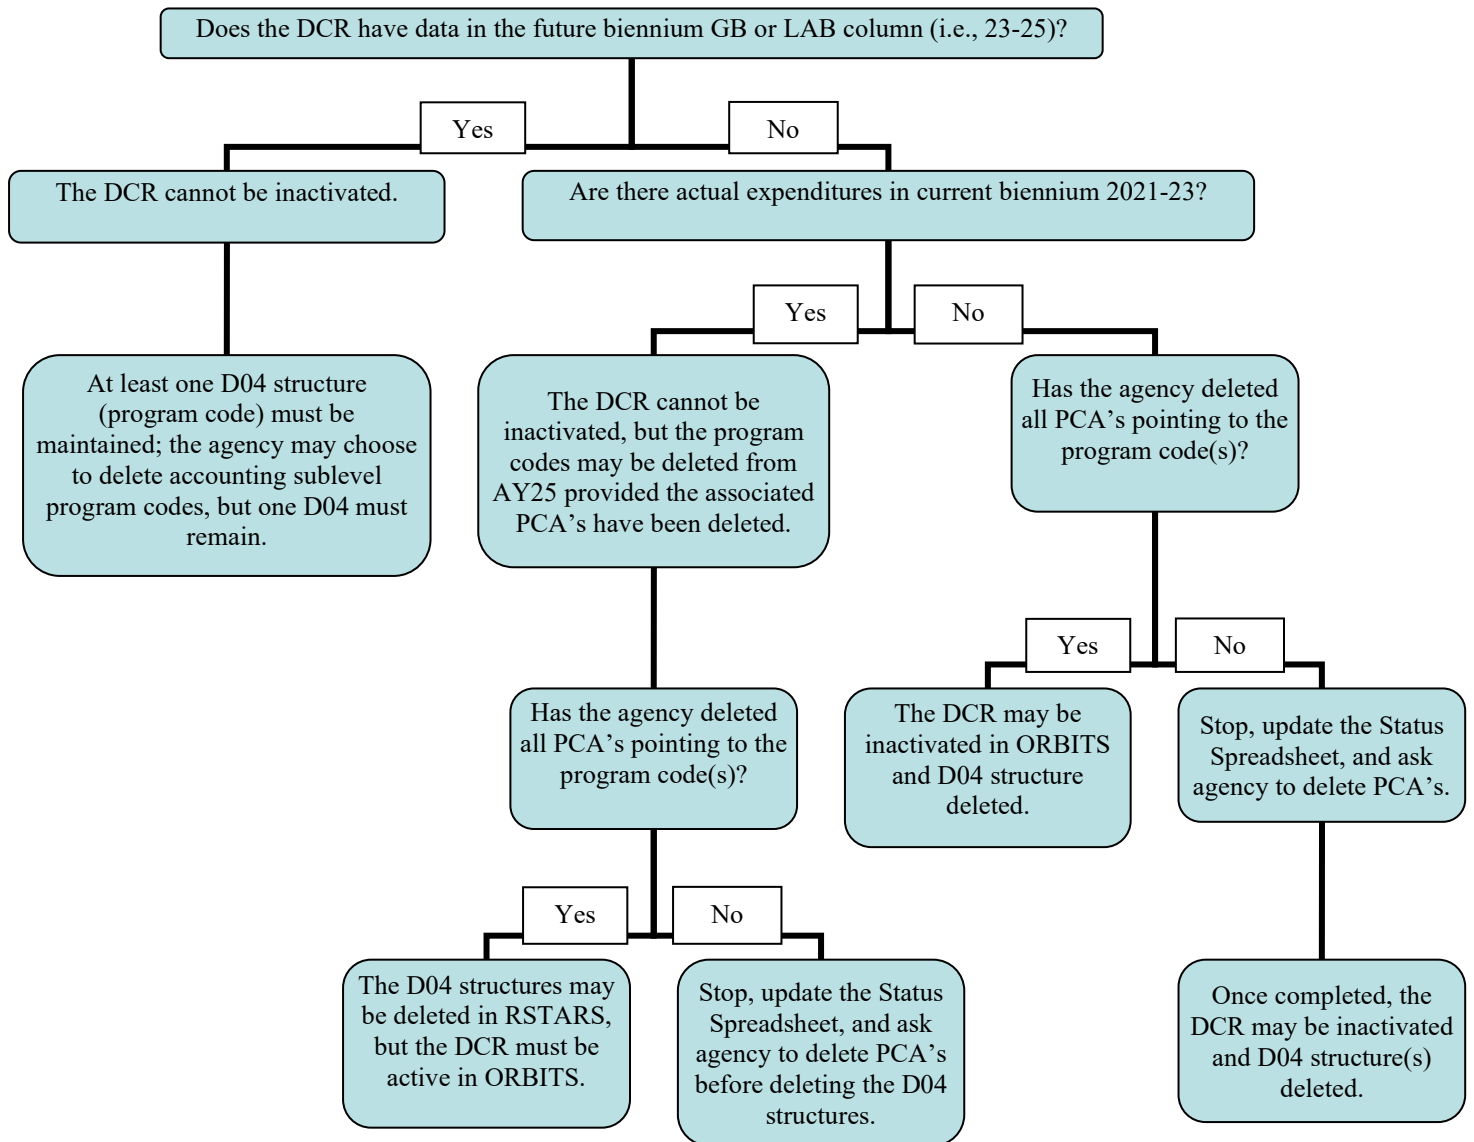 Does the DCR have data in the future biennium GB or LAB column (i.e., 23-25)?
Yes
No
The DCR cannot be inactivated.
Are there actual expenditures in current biennium 2021-23?
Yes
No
At least one D04 structure
(program code) must be
maintained; the agency may choose
to delete accounting sublevel
program codes, but one D04 must
remain.
The DCR cannot be
inactivated, but the program
codes may be deleted from
AY25 provided the associated
PCA’s have been deleted.
Has the agency deleted
all PCA’s pointing to the
program code(s)?
Yes
No
Has the agency deleted
all PCA’s pointing to the
program code(s)?
The DCR may be
inactivated in ORBITS
and D04 structure
deleted.
Stop, update the Status
Spreadsheet, and ask
agency to delete PCA’s.
Yes
No
The D04 structures may
be deleted in RSTARS,
but the DCR must be
active in ORBITS.
Stop, update the Status
Spreadsheet, and ask
agency to delete PCA’s
before deleting the D04
structures.
Once completed, the
DCR may be inactivated
and D04 structure(s)
deleted.